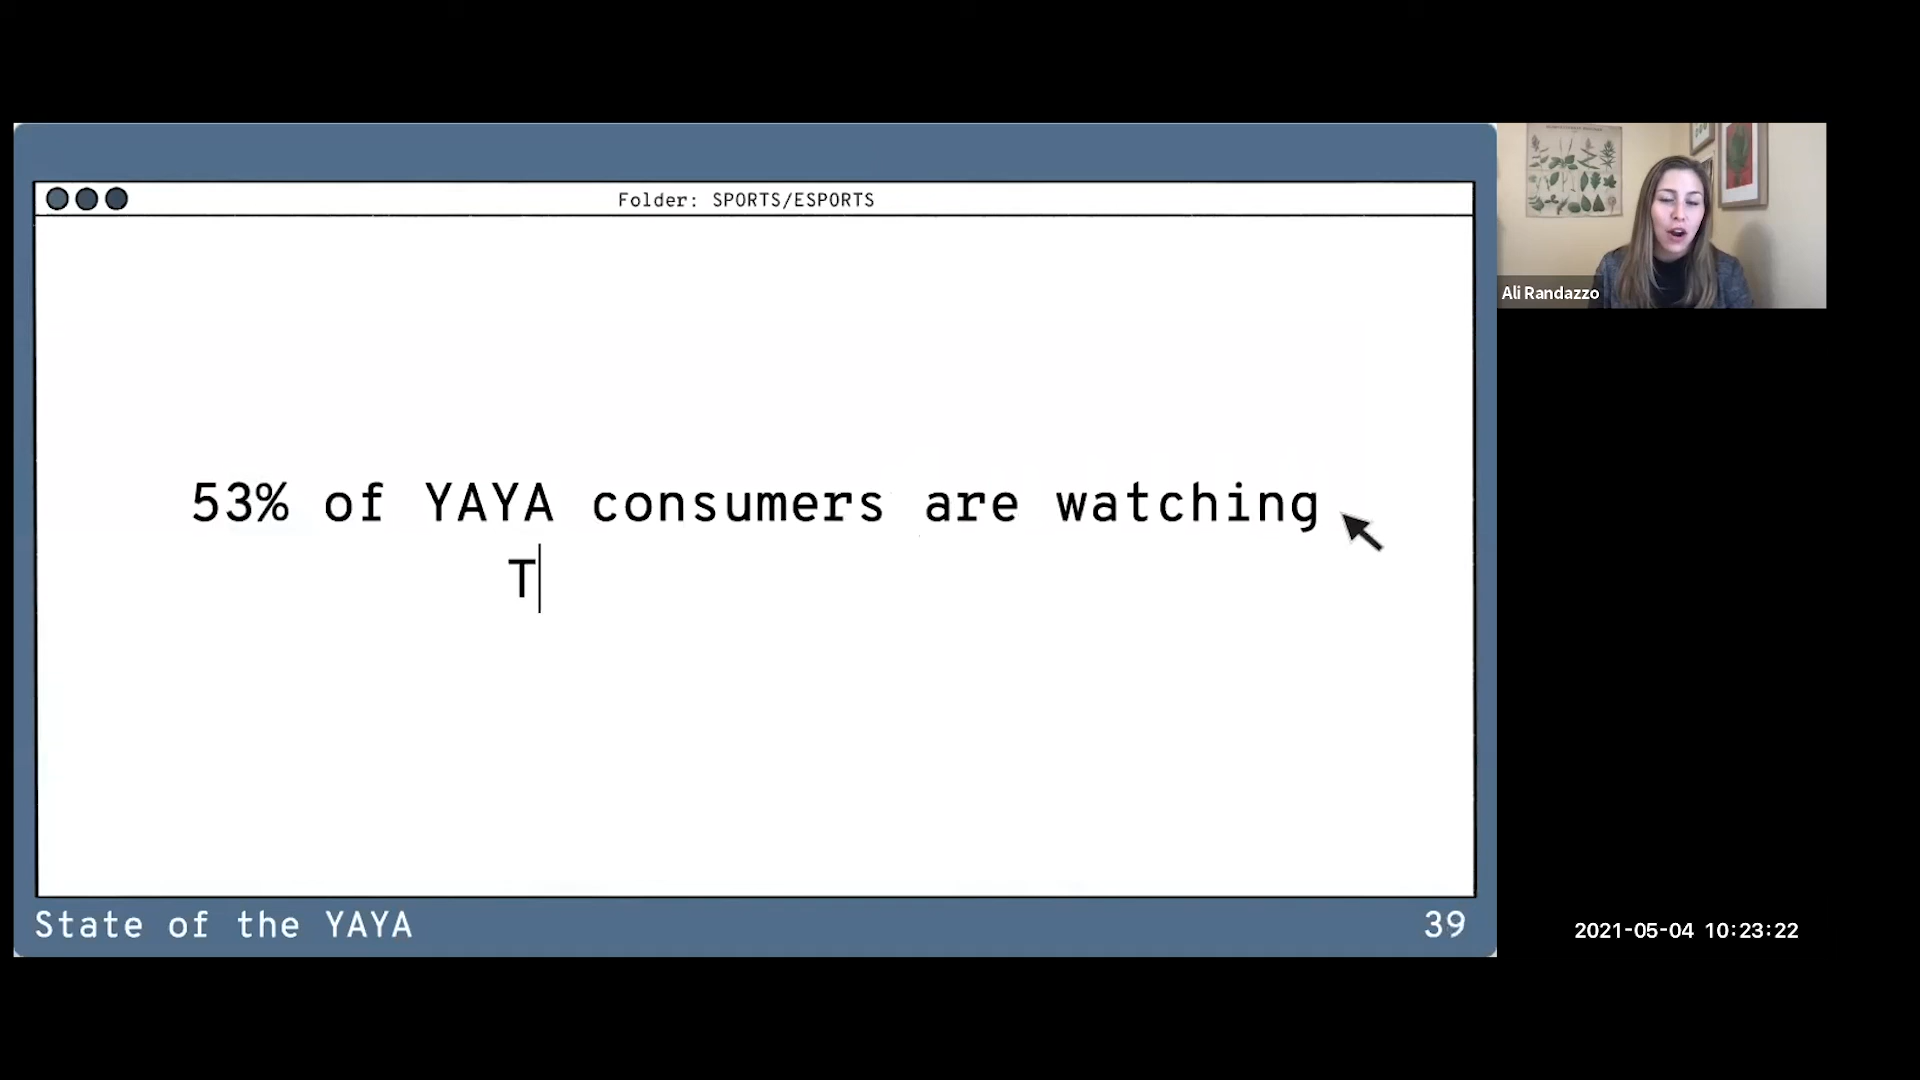 Folder: SPORTS/ESPORTS
53% of YAYA consumers are watching
T
State of the YAYA
39
Ali Randazzo
2021-05-04 10:23:22